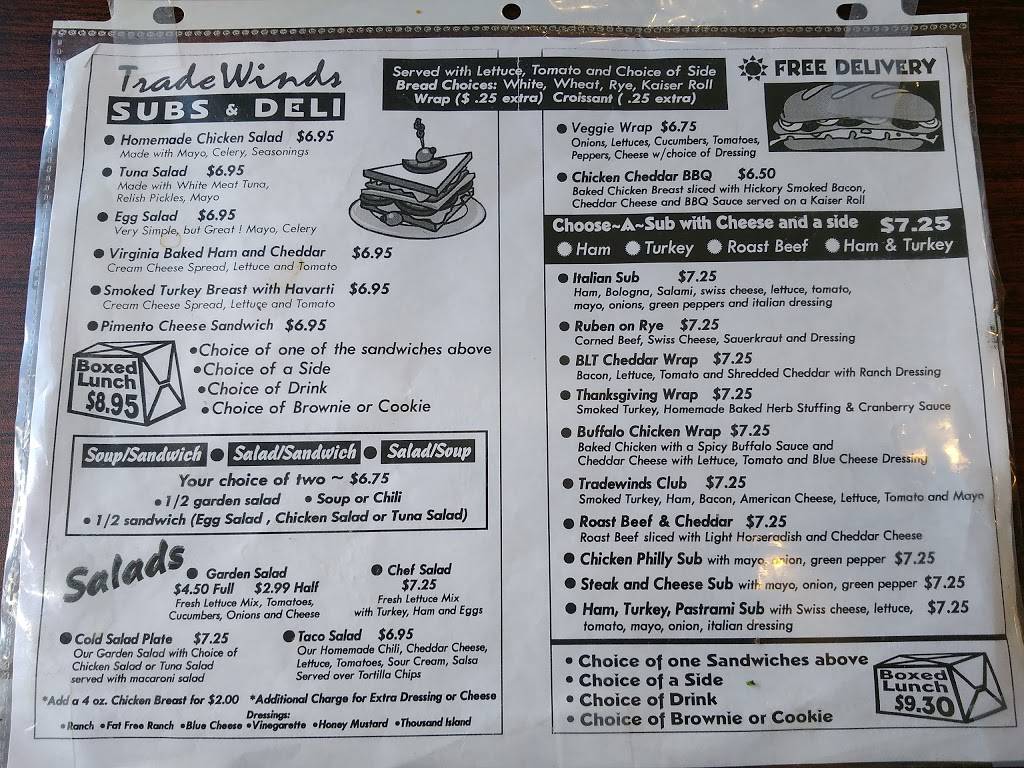 TradeWinds
SUBS & DELI
Served with Lettuce, Tomato and Choice of Side
Bread Choices: White, Wheat, Rye, Kaiser Roll
Wrap ($ .25 extra) Croissant ( .25 extra)
• Homemade Chicken Salad $6.95
Made with Mayo, Celery, Seasonings
• Tuna Salad $6.95
Made with White Meat Tuna,
Relish Pickles, Mayo
• Egg Salad $6.95
Very Simple, but Great ! Mayo, Celery
• Virginia Baked Ham and Cheddar $6.95
Cream Cheese Spread, Lettuce and Tomato
• Smoked Turkey Breast with Havarti $6.95
Cream Cheese Spread, Lettuce and Tomato
• Pimento Cheese Sandwich $6.95
Boxed
Lunch
$8.95
• Choice of one of the sandwiches above
• Choice of a Side
• Choice of Drink
• Choice of Brownie or Cookie
Soup/Sandwich • Salad/Sandwich • Salad/Soup
Your choice of two ~ $6.75
• 1/2 garden salad • Soup or Chili
• 1/2 sandwich (Egg Salad , Chicken Salad or Tuna Salad)
Salads
• Garden Salad
$4.50 Full $2.99 Half
Fresh Lettuce Mix, Tomatoes,
Cucumbers, Onions and Cheese
• Chef Salad
$7.25
Fresh Lettuce Mix
with Turkey, Ham and Eggs
• Cold Salad Plate $7.25
Our Garden Salad with Choice of
Chicken Salad or Tuna Salad
served with macaroni salad
• Taco Salad $6.95
Our Homemade Chili, Cheddar Cheese,
Lettuce, Tomatoes, Sour Cream, Salsa
Served over Tortilla Chips
*Add a 4 oz. Chicken Breast for $2.00 *Additional Charge for Extra Dressing or Cheese
Dressings:
• Ranch • Fat Free Ranch • Blue Cheese • Vinegarette • Honey Mustard • Thousand Island
FREE DELIVERY
• Veggie Wrap $6.75
Onions, Lettuces, Cucumbers, Tomatoes,
Peppers, Cheese w/choice of Dressing
• Chicken Cheddar BBQ $6.50
Baked Chicken Breast sliced with Hickory Smoked Bacon,
Cheddar Cheese and BBQ Sauce served on a Kaiser Roll
Choose~A~Sub with Cheese and a side $7.25
Ham Turkey Roast Beef Ham & Turkey
• Italian Sub $7.25
Ham, Bologna, Salami, swiss cheese, lettuce, tomato,
mayo, onions, green peppers and italian dressing
• Ruben on Rye $7.25
Corned Beef, Swiss Cheese, Sauerkraut and Dressing
• BLT Cheddar Wrap $7.25
Bacon, Lettuce, Tomato and Shredded Cheddar with Ranch Dressing
• Thanksgiving Wrap $7.25
Smoked Turkey, Homemade Baked Herb Stuffing & Cranberry Sauce
• Buffalo Chicken Wrap $7.25
Baked Chicken with a Spicy Buffalo Sauce and
Cheddar Cheese with Lettuce, Tomato and Blue Cheese Dressing
• Tradewinds Club $7.25
Smoked Turkey, Ham, Bacon, American Cheese, Lettuce, Tomato and Mayo
• Roast Beef & Cheddar $7.25
Roast Beef sliced with Light Horseradish and Cheddar Cheese
• Chicken Philly Sub with mayo, onion, green pepper $7.25
• Steak and Cheese Sub with mayo, onion, green pepper $7.25
• Ham, Turkey, Pastrami Sub with Swiss cheese, lettuce, $7.25
tomato, mayo, onion, italian dressing
• Choice of one Sandwiches above
• Choice of a Side
• Choice of Drink
• Choice of Brownie or Cookie
Boxed
Lunch
$9.30